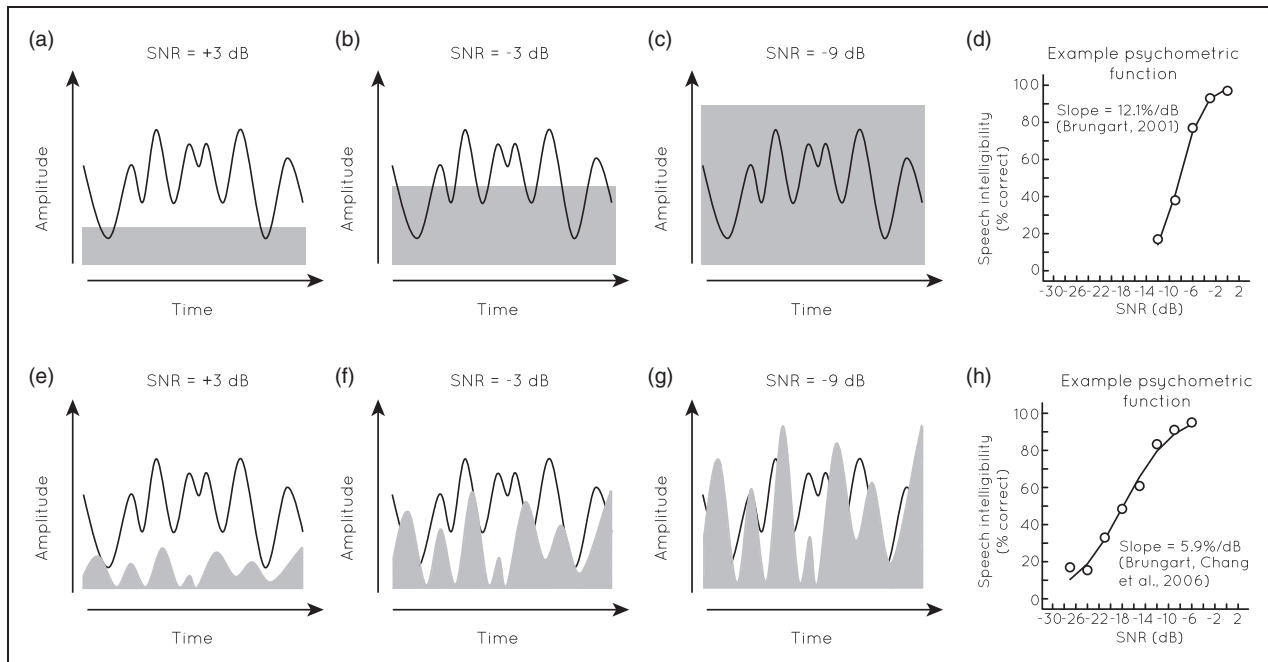 (a)
SNR = +3 dB
Amplitude
Time
(b)
SNR = -3 dB
Amplitude
Time
(c)
SNR = -9 dB
Amplitude
Time
(d)
Example psychometric
function
Speech intelligibility
(% correct)
100
80
60
40
20
0
Slope = 12.1%/dB
(Brungart, 2001)
-30 -26 -22 -18 -14 -10 -6 -2 2
SNR (dB)
(e)
SNR = +3 dB
Amplitude
Time
(f)
SNR = -3 dB
Amplitude
Time
(g)
SNR = -9 dB
Amplitude
Time
(h)
Example psychometric
function
Speech intelligibility
(% correct)
100
80
60
40
20
0
Slope = 5.9%/dB
(Brungart, Chang
et al., 2006)
-30 -26 -22 -18 -14 -10 -6 -2 2
SNR (dB)